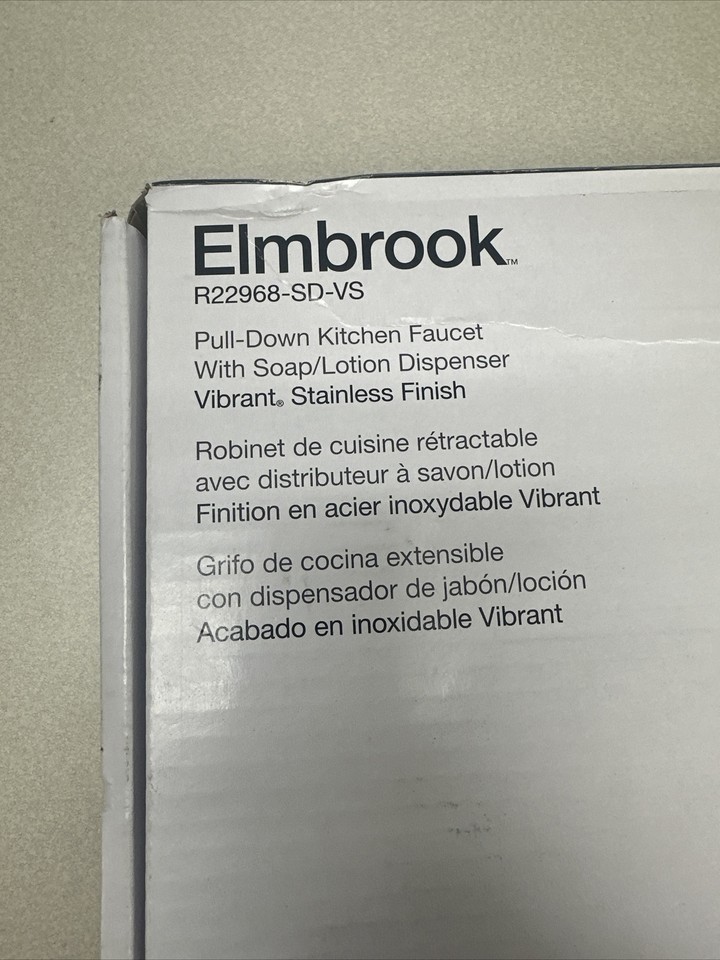 Elmbrook™
R22968-SD-VS
Pull-Down Kitchen Faucet
With Soap/Lotion Dispenser
Vibrant® Stainless Finish
Robinet de cuisine rétractable
avec distributeur à savon/lotion
Finition en acier inoxydable Vibrant
Grifo de cocina extensible
con dispensador de jabón/loción
Acabado en inoxidable Vibrant